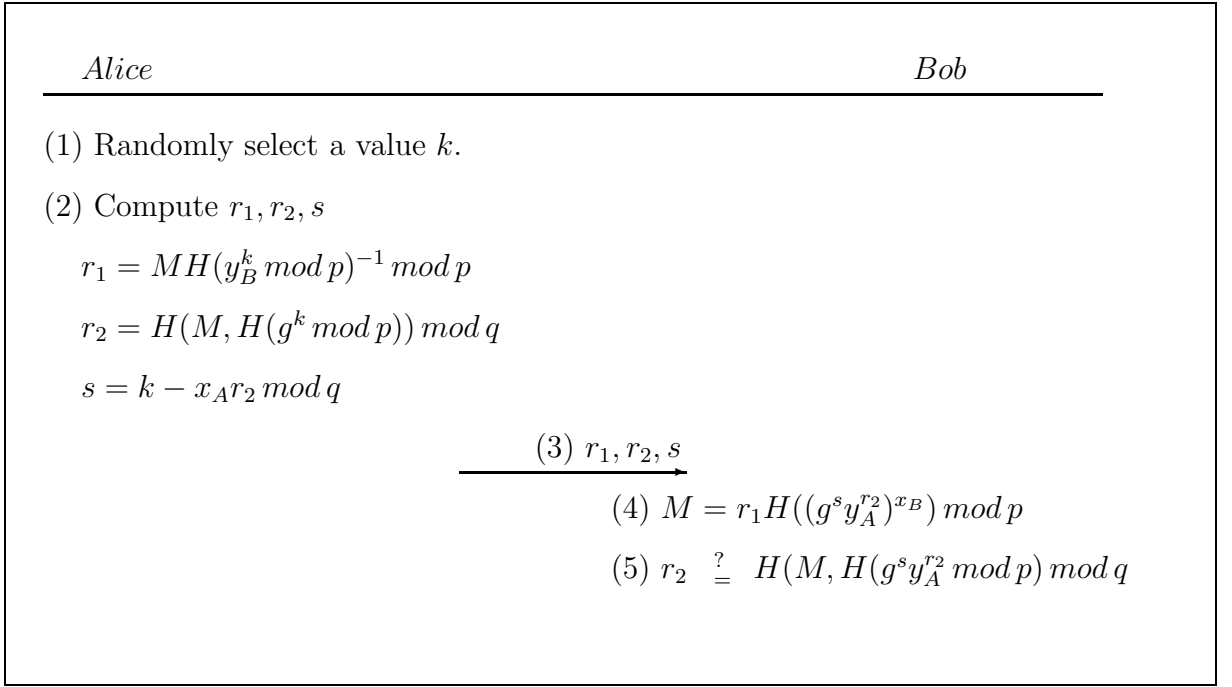 Alice Bob
(1) Randomly select a value k.
(2) Compute r₁, r₂, s
r₁ = MH(y_B^k mod p)⁻¹ mod p
r₂ = H(M, H(g^k mod p)) mod q
s = k − x_A r₂ mod q
(3) r₁, r₂, s
(4) M = r₁H((g^s y_A^{r₂})^{x_B}) mod p
(5) r₂ ≟ H(M, H(g^s y_A^{r₂} mod p) mod q